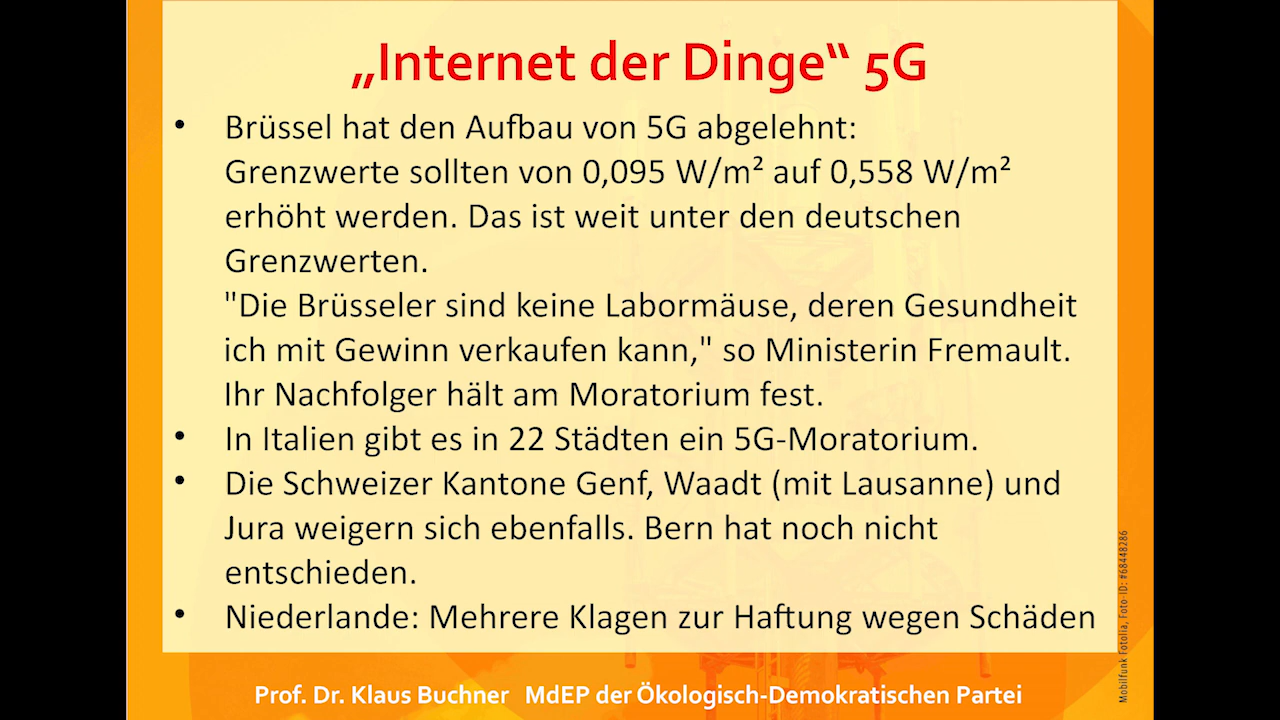 „Internet der Dinge“ 5G
• Brüssel hat den Aufbau von 5G abgelehnt:
Grenzwerte sollten von 0,095 W/m² auf 0,558 W/m²
erhöht werden. Das ist weit unter den deutschen
Grenzwerten.
"Die Brüsseler sind keine Labormäuse, deren Gesundheit
ich mit Gewinn verkaufen kann," so Ministerin Fremault.
Ihr Nachfolger hält am Moratorium fest.
• In Italien gibt es in 22 Städten ein 5G-Moratorium.
• Die Schweizer Kantone Genf, Waadt (mit Lausanne) und
Jura weigern sich ebenfalls. Bern hat noch nicht
entschieden.
• Niederlande: Mehrere Klagen zur Haftung wegen Schäden
Mobilfunk Fotolia, Foto-ID: #68448286
Prof. Dr. Klaus Buchner MdEP der Ökologisch-Demokratischen Partei